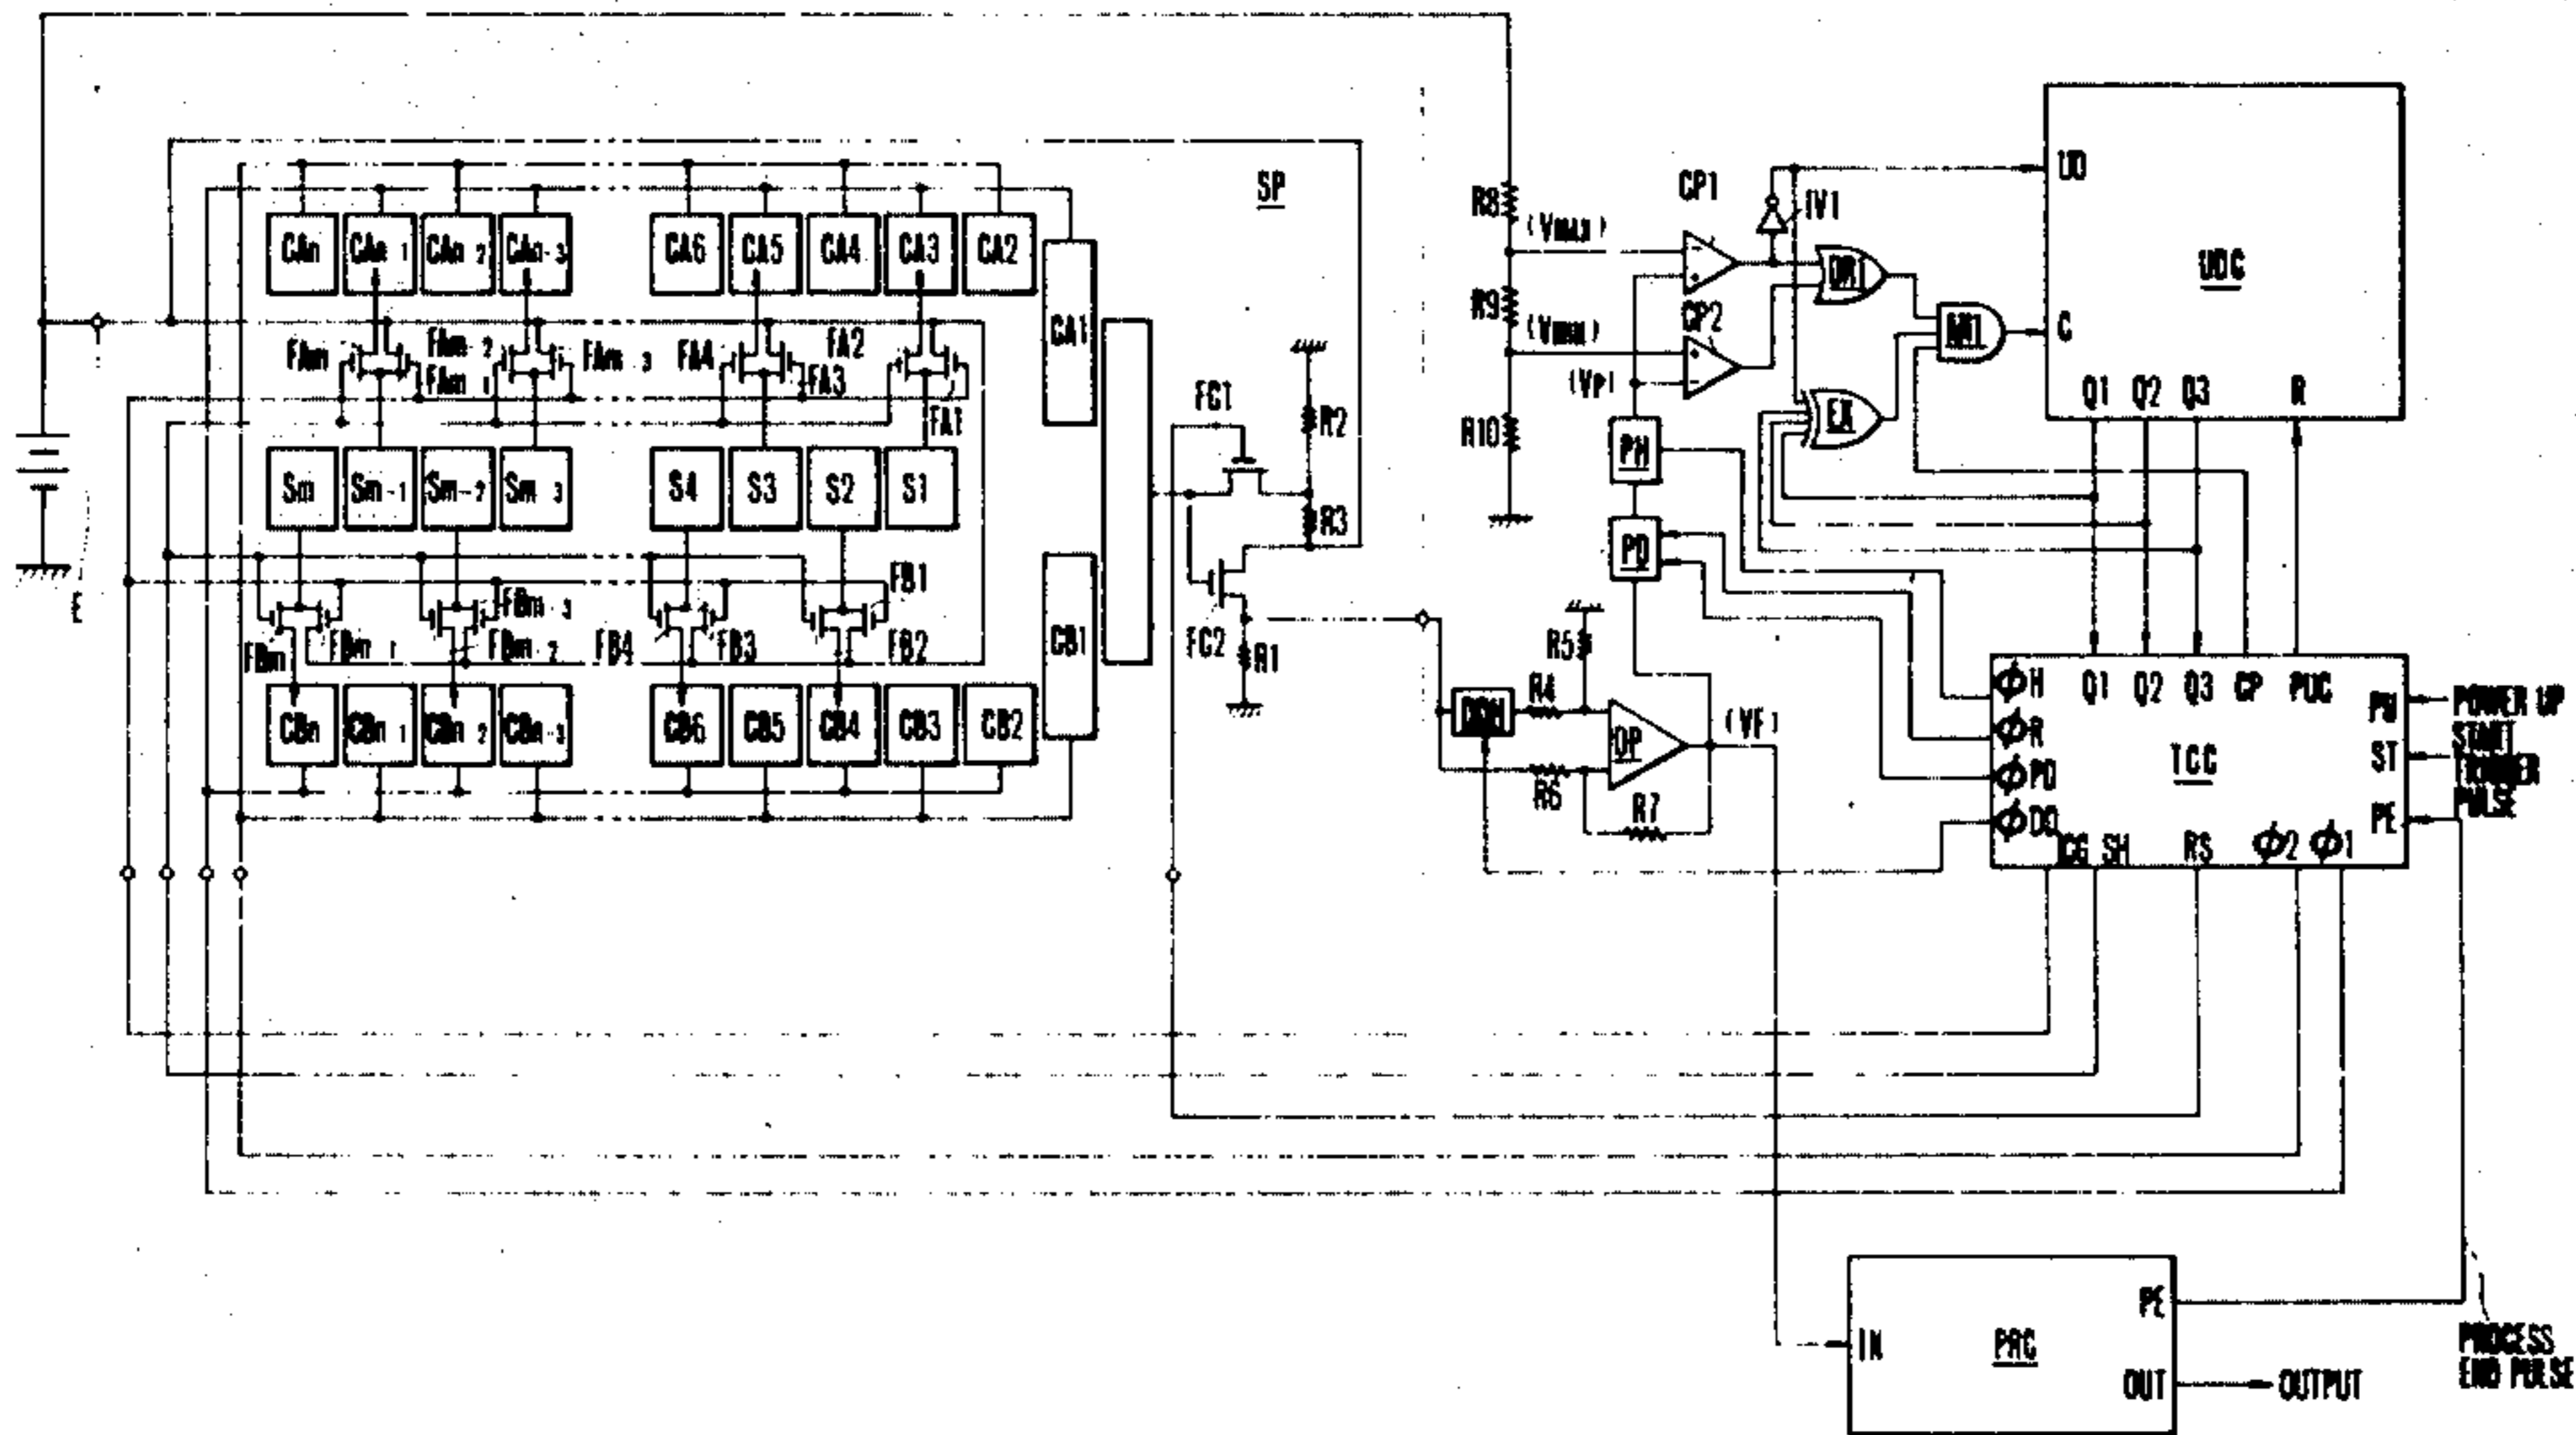 SP
CP1
IV1
UD
UDC
R8
(Vmax)
OR1
CAn CAn-1 CAn-2 CAn-3 CA6 CA5 CA4 CA3 CA2
CA1
R9
CP2
(Vmin)
AN1
C
FAm FAm-2 FAm-1 FAm-3 FA4 FA2 FA3 FA1
(VP)
Q1 Q2 Q3 R
FC1
R2
R10
EX
PH
Sm Sm-1 Sm-2 Sm-3 S4 S3 S2 S1
R3
PD
E
FBm FBm-1 FBm-3 FBm-2 FB4 FB3 FB1 FB2
CB1
FC2
R1
R5
R4
OP
(VF)
R6
R7
CBn CBn-1 CBn-2 CBn-3 CB6 CB5 CB4 CB3 CB2
ϕH Q1 Q2 Q3 CP PUC
ϕR
ϕPD
ϕDQ
TCC
PU POWER UP
ST START TRIGGER PULSE
PE
ICG SH RS ϕ2 ϕ1
PE
IN
PRC
OUT OUTPUT
PROCESS
END PULSE